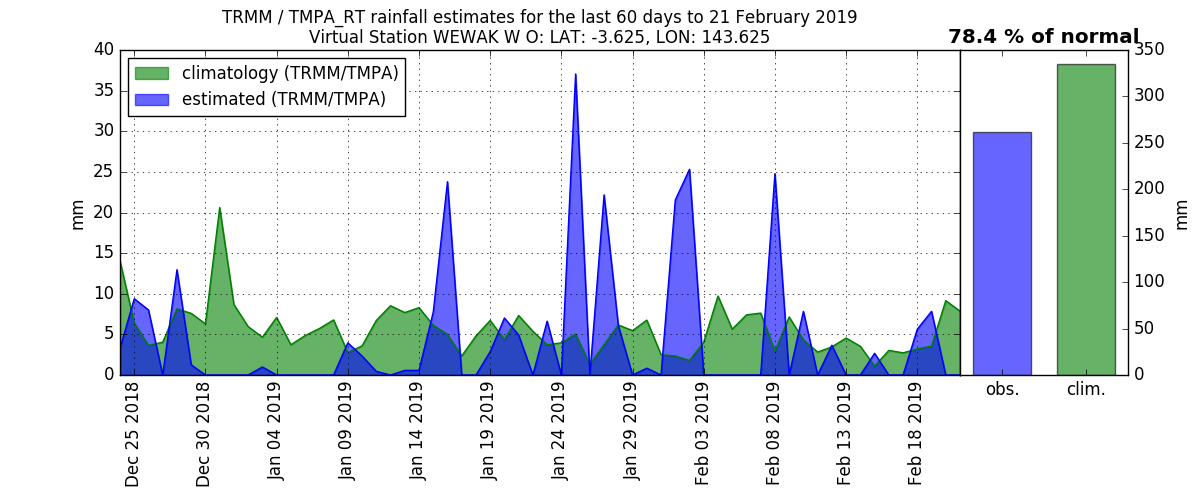 TRMM / TMPA_RT rainfall estimates for the last 60 days to 21 February 2019
Virtual Station WEWAK W O: LAT: -3.625, LON: 143.625
78.4 % of normal
climatology (TRMM/TMPA)
estimated (TRMM/TMPA)
mm
40
35
30
25
20
15
10
5
0
Dec 25 2018
Dec 30 2018
Jan 04 2019
Jan 09 2019
Jan 14 2019
Jan 19 2019
Jan 24 2019
Jan 29 2019
Feb 03 2019
Feb 08 2019
Feb 13 2019
Feb 18 2019
obs.
clim.
350
300
250
200
150
100
50
0
mm